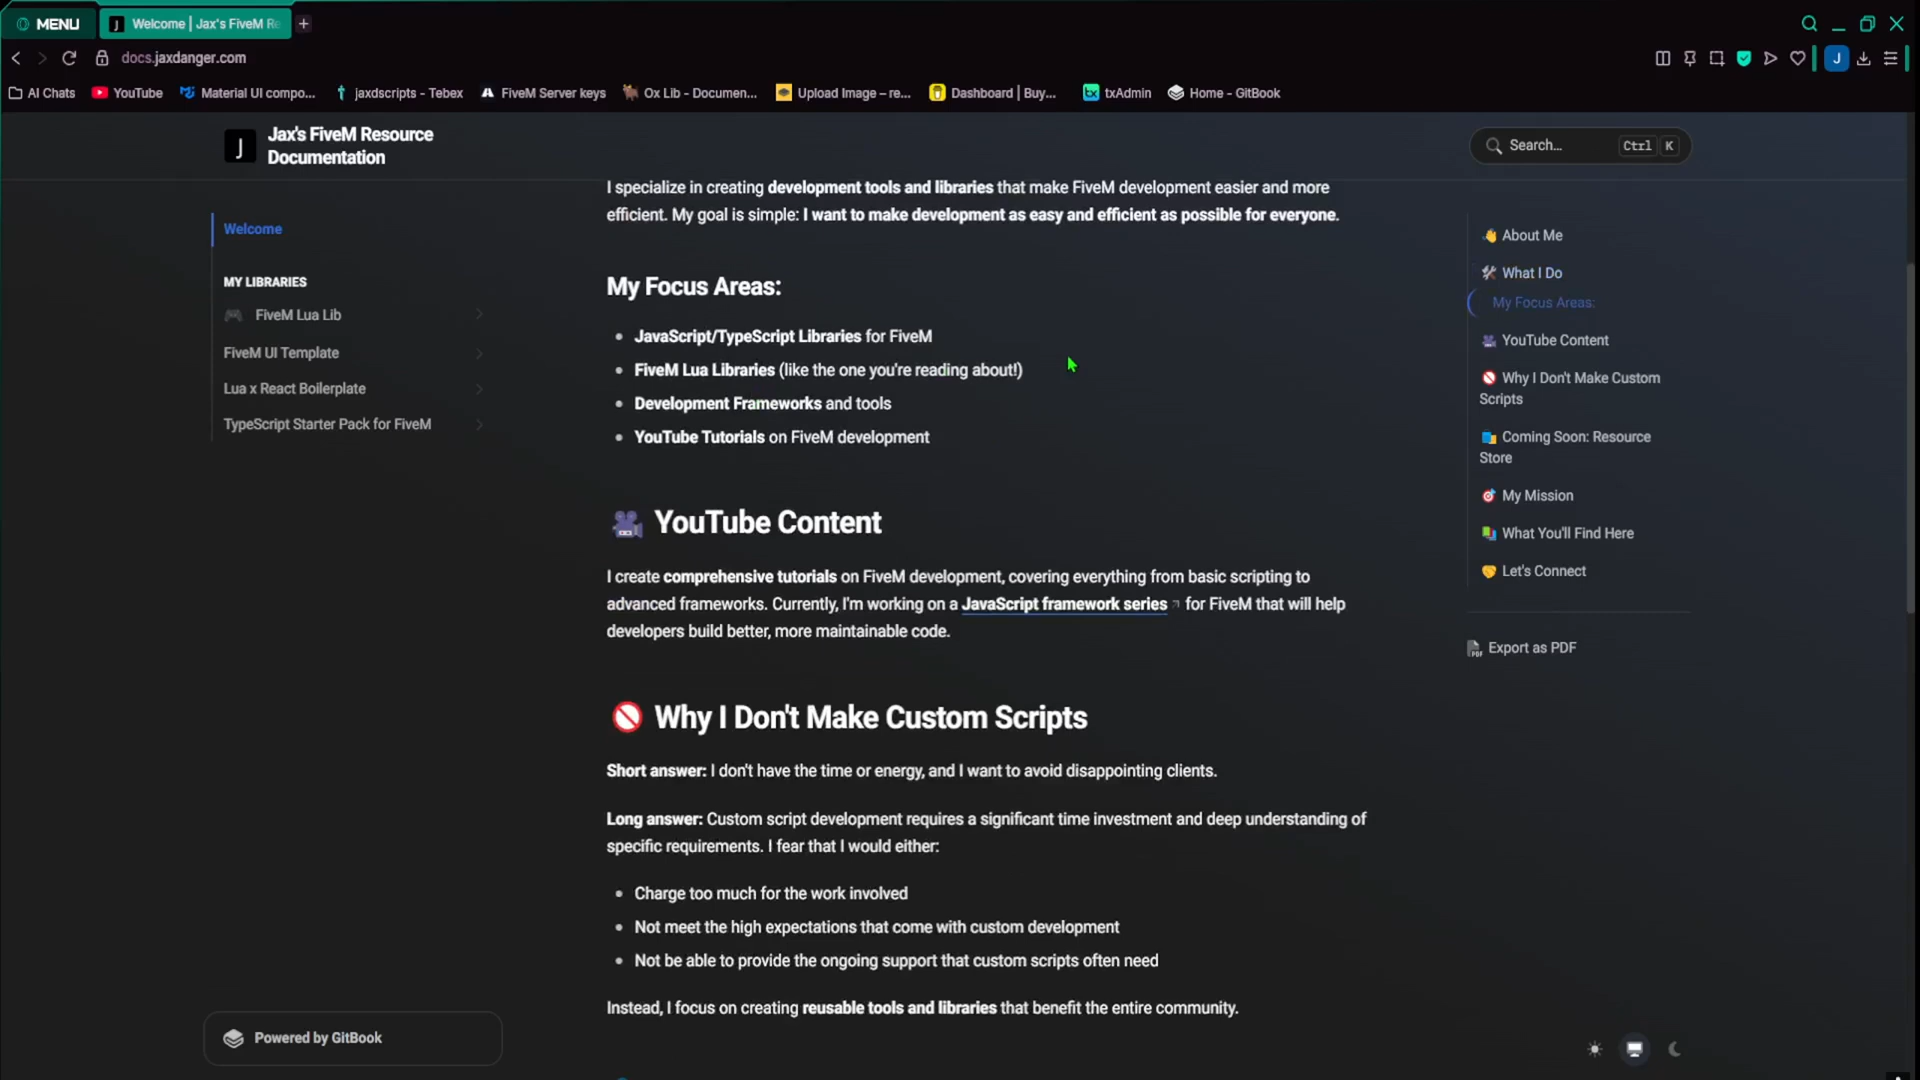 MENU
Welcome | Jax's FiveM Re
docs.jaxdanger.com
J
AI Chats
YouTube
Material UI compo...
jaxdscripts - Tebex
FiveM Server keys
Ox Lib - Documen...
Upload Image – re...
Dashboard | Buy...
txAdmin
Home - GitBook
J
Jax's FiveM Resource
Documentation
Search...
Ctrl
K
Welcome
MY LIBRARIES
FiveM Lua Lib
FiveM UI Template
Lua x React Boilerplate
TypeScript Starter Pack for FiveM
Powered by GitBook
I specialize in creating development tools and libraries that make FiveM development easier and more
efficient. My goal is simple: I want to make development as easy and efficient as possible for everyone.
My Focus Areas:
JavaScript/TypeScript Libraries for FiveM
FiveM Lua Libraries (like the one you're reading about!)
Development Frameworks and tools
YouTube Tutorials on FiveM development
YouTube Content
I create comprehensive tutorials on FiveM development, covering everything from basic scripting to
advanced frameworks. Currently, I'm working on a JavaScript framework series for FiveM that will help
developers build better, more maintainable code.
Why I Don't Make Custom Scripts
Short answer: I don't have the time or energy, and I want to avoid disappointing clients.
Long answer: Custom script development requires a significant time investment and deep understanding of
specific requirements. I fear that I would either:
Charge too much for the work involved
Not meet the high expectations that come with custom development
Not be able to provide the ongoing support that custom scripts often need
Instead, I focus on creating reusable tools and libraries that benefit the entire community.
About Me
What I Do
My Focus Areas:
YouTube Content
Why I Don't Make Custom
Scripts
Coming Soon: Resource
Store
My Mission
What You'll Find Here
Let's Connect
Export as PDF